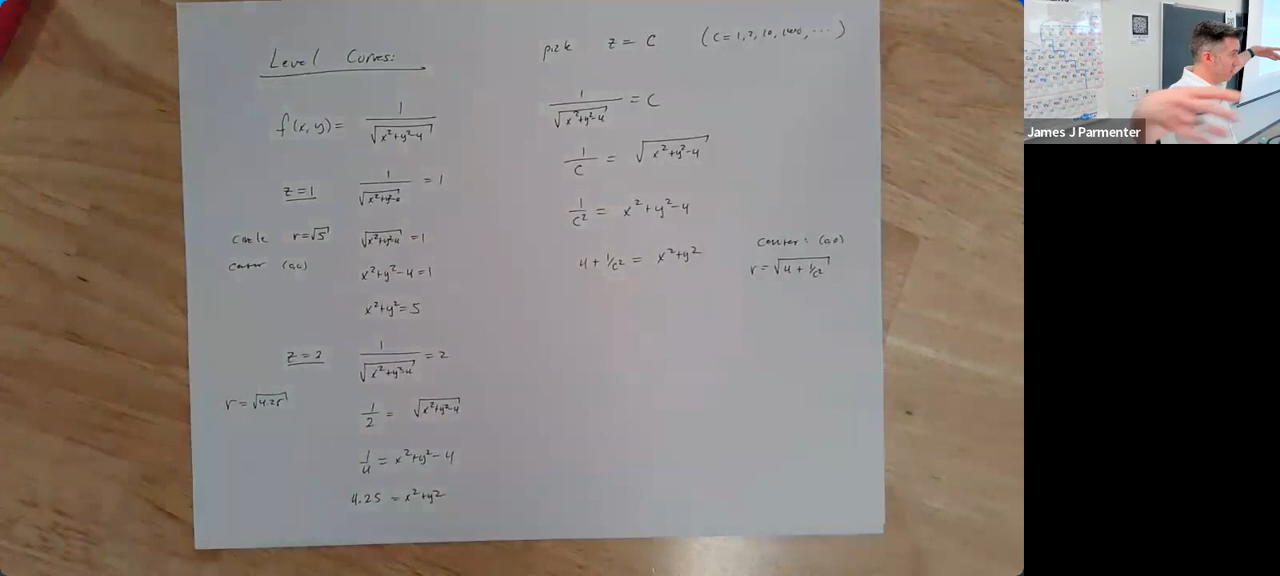 Level Curves:
f(x,y) = 1/√(x²+y²-4)
z=1 1/√(x²+y²-4) = 1
circle r=√5 √(x²+y²-4) = 1
center (0,0)
x²+y²-4=1
x²+y²=5
z=2 1/√(x²+y²-4) = 2
r=√4.25
1/2 = √(x²+y²-4)
1/4 = x²+y²-4
4.25 = x²+y²
pick z = C (C=1,2,10,1400,...)
1/√(x²+y²-4) = C
1/C = √(x²+y²-4)
1/C² = x²+y²-4
4+1/C² = x²+y²
center: (0,0)
r=√(4+1/C²)
James J Parmenter